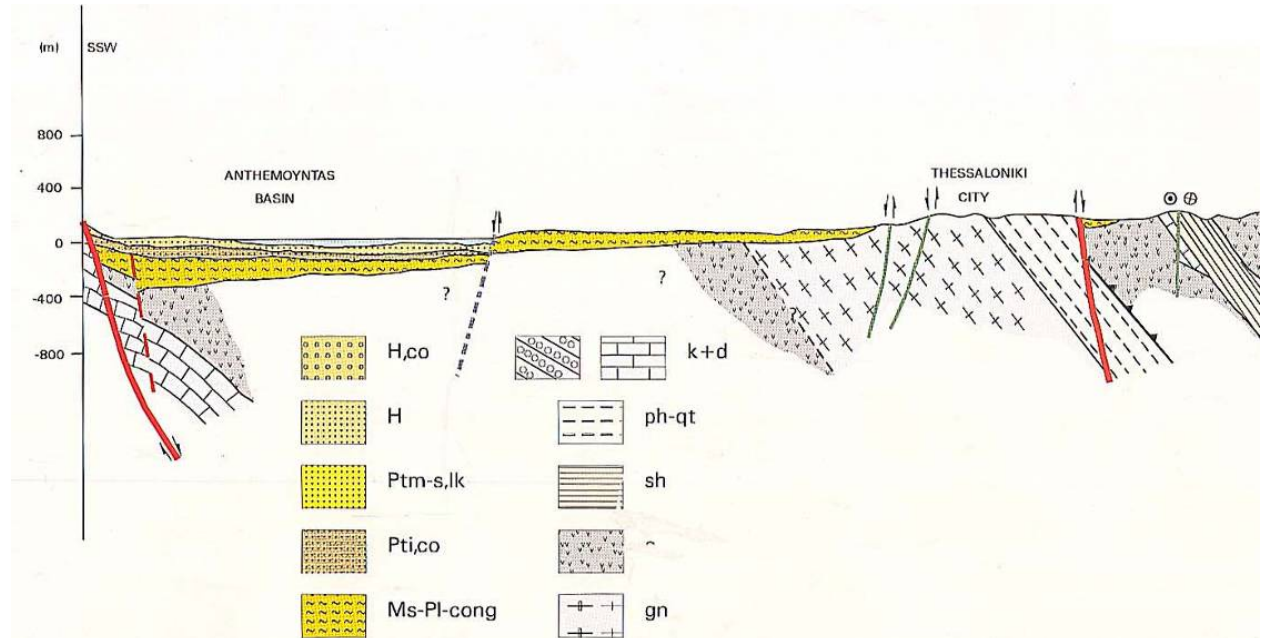 (m) SSW
800
400
0
-400
-800
ANTHEMOYNTAS
BASIN
THESSALONIKI
CITY
?
?
?
H,co
H
Ptm-s,lk
Pti,co
Ms-Pl-cong
k+d
ph-qt
sh
gn